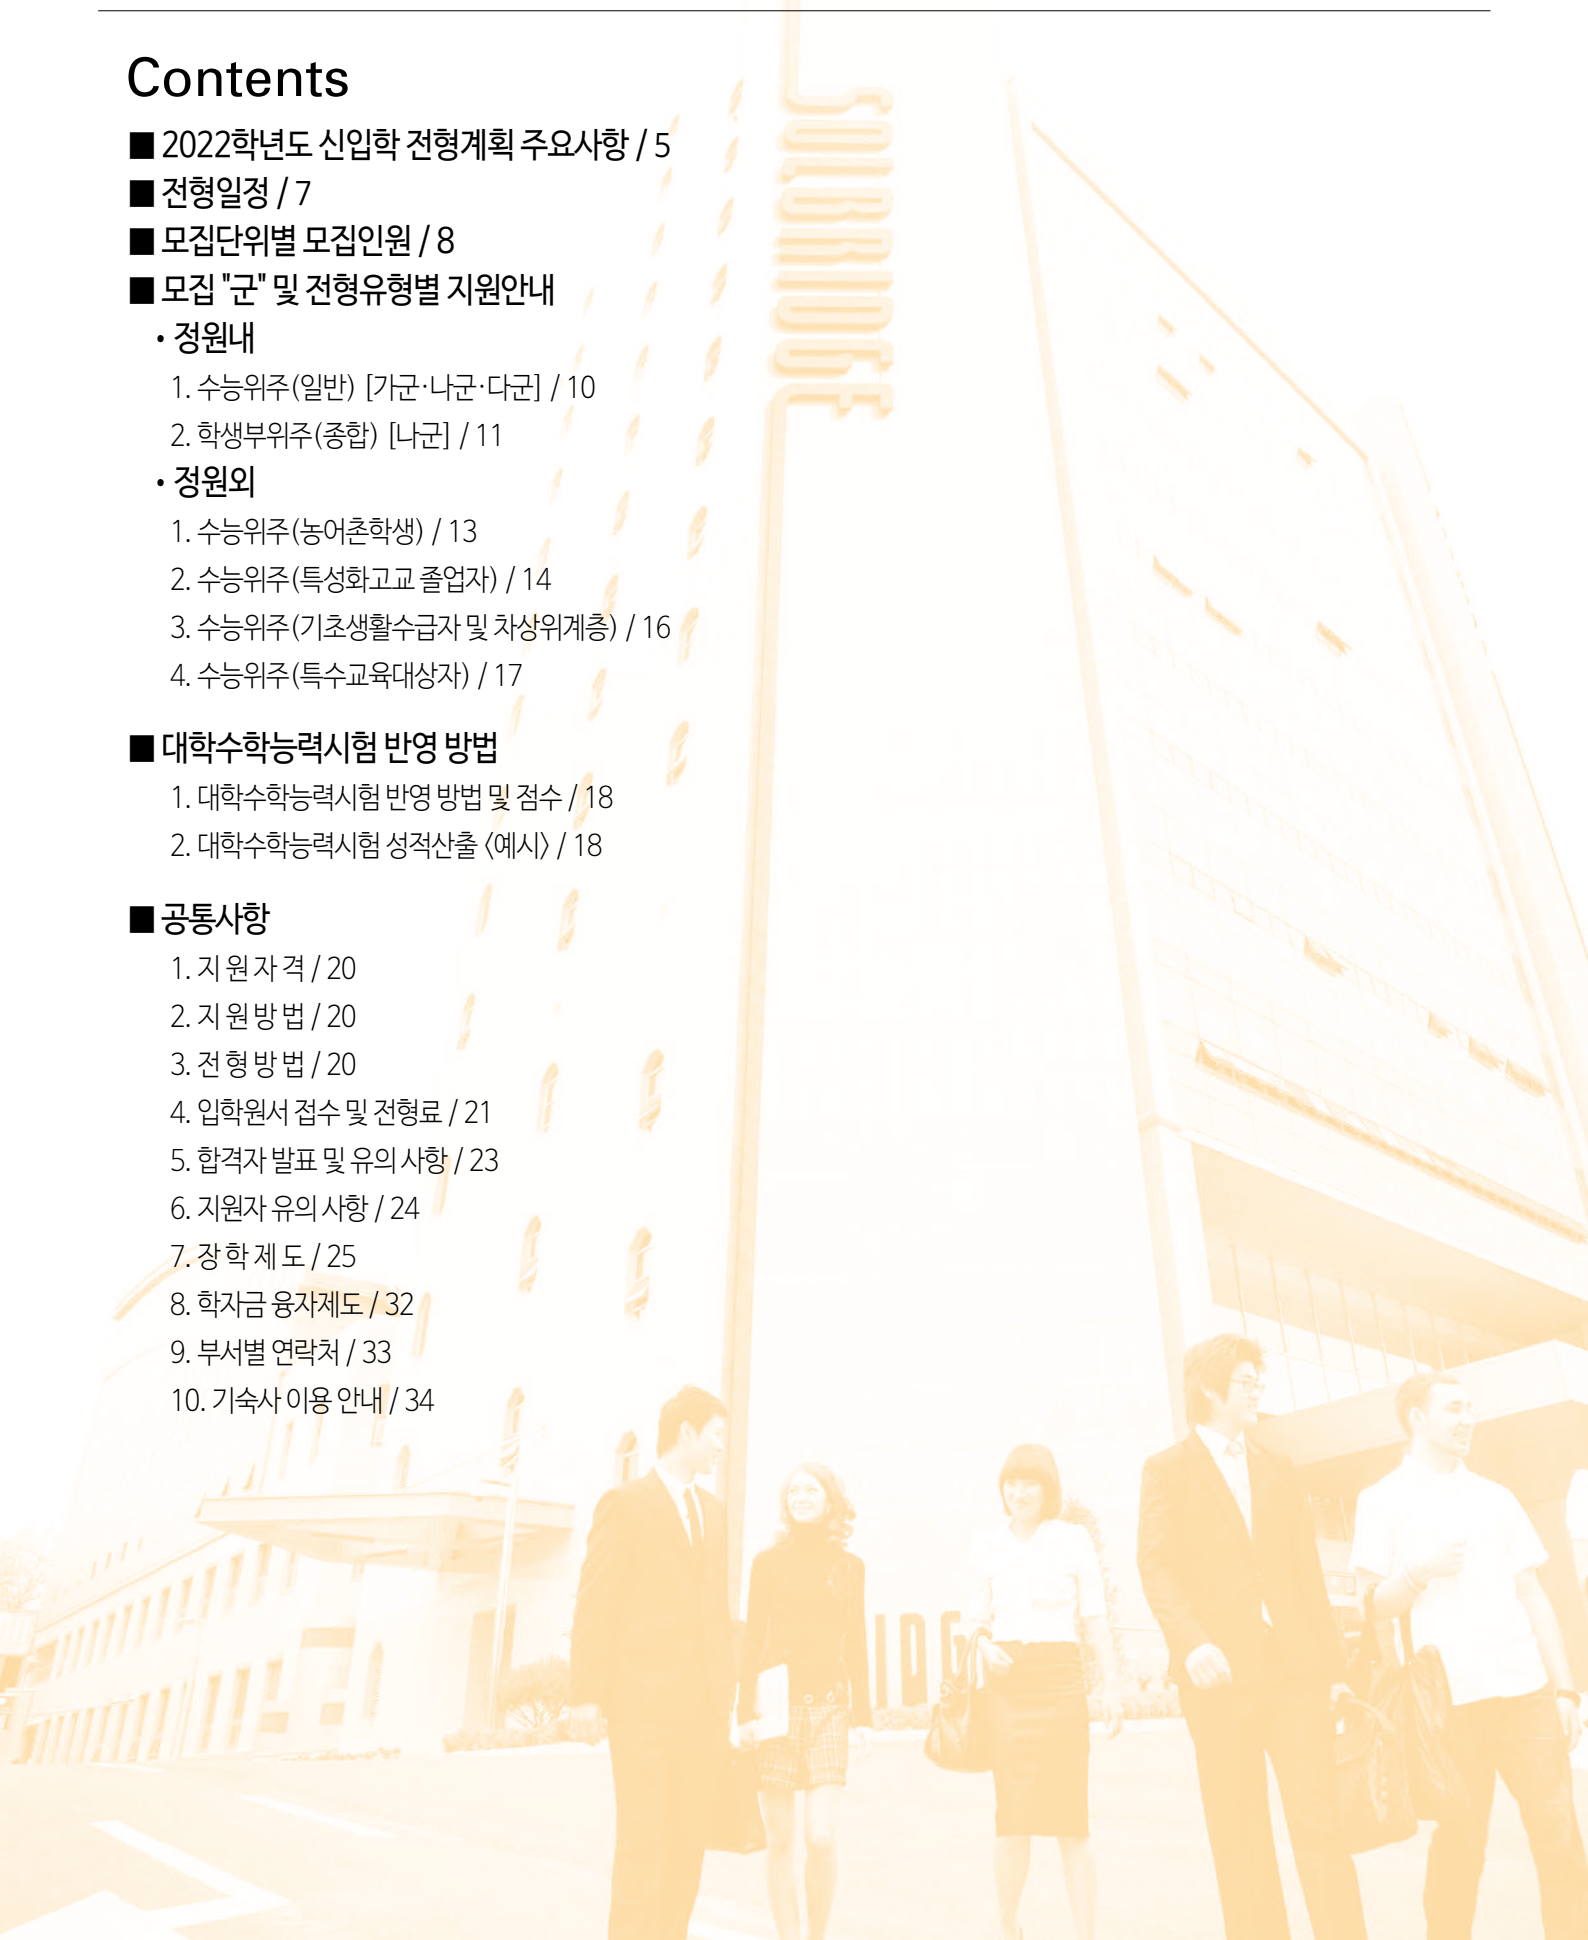 Contents
■ 2022학년도 신입학 전형계획 주요사항 / 5
■ 전형일정 / 7
■ 모집단위별 모집인원 / 8
■ 모집 "군" 및 전형유형별 지원안내
• 정원내
1. 수능위주(일반) [가군·나군·다군] / 10
2. 학생부위주(종합) [나군] / 11
• 정원외
1. 수능위주(농어촌학생) / 13
2. 수능위주(특성화고교 졸업자) / 14
3. 수능위주(기초생활수급자 및 차상위계층) / 16
4. 수능위주(특수교육대상자) / 17
■ 대학수학능력시험 반영 방법
1. 대학수학능력시험 반영 방법 및 점수 / 18
2. 대학수학능력시험 성적산출 〈예시〉 / 18
■ 공통사항
1. 지 원 자 격 / 20
2. 지 원 방 법 / 20
3. 전 형 방 법 / 20
4. 입학원서 접수 및 전형료 / 21
5. 합격자 발표 및 유의 사항 / 23
6. 지원자 유의 사항 / 24
7. 장 학 제 도 / 25
8. 학자금 융자제도 / 32
9. 부서별 연락처 / 33
10. 기숙사 이용 안내 / 34
SOLBRIDGE